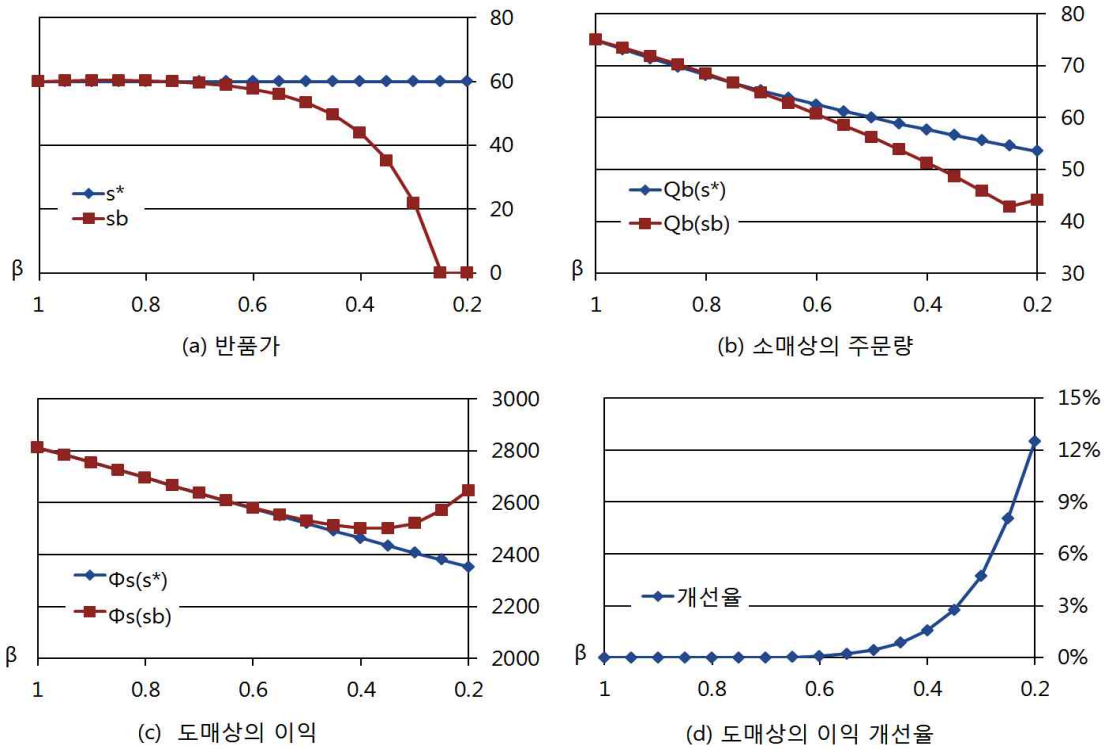 80
60
40
20
0
s*
sb
β
1 0.8 0.6 0.4 0.2
(a) 반품가
80
70
60
50
40
30
Qb(s*)
Qb(sb)
β
1 0.8 0.6 0.4 0.2
(b) 소매상의 주문량
3000
2800
2600
2400
2200
2000
Φs(s*)
Φs(sb)
β
1 0.8 0.6 0.4 0.2
(c) 도매상의 이익
15%
12%
9%
6%
3%
0%
개선율
β
1 0.8 0.6 0.4 0.2
(d) 도매상의 이익 개선율